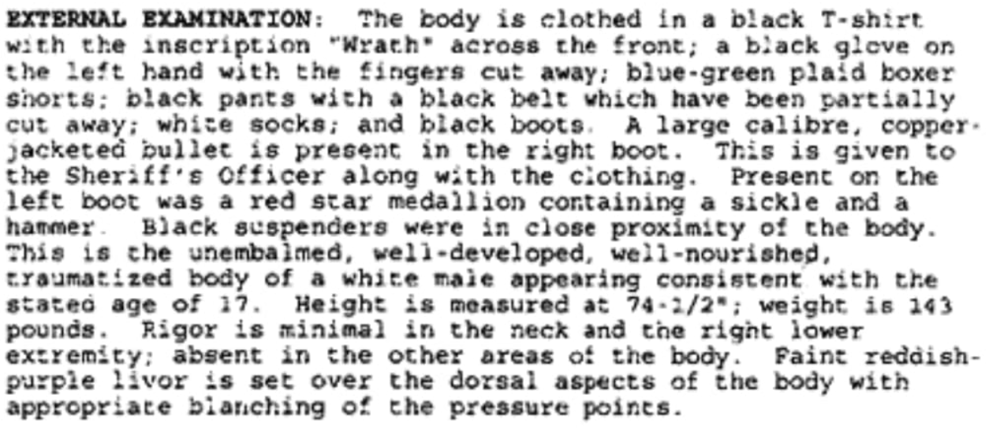 EXTERNAL EXAMINATION: The body is clothed in a black T-shirt
with the inscription "Wrath" across the front; a black glove on
the left hand with the fingers cut away; blue-green plaid boxer
shorts; black pants with a black belt which have been partially
cut away; white socks; and black boots. A large calibre, copper-
jacketed bullet is present in the right boot. This is given to
the Sheriff's Officer along with the clothing. Present on the
left boot was a red star medallion containing a sickle and a
hammer. Black suspenders were in close proximity of the body.
This is the unembalmed, well-developed, well-nourished,
traumatized body of a white male appearing consistent with the
stated age of 17. Height is measured at 74-1/2"; weight is 143
pounds. Rigor is minimal in the neck and the right lower
extremity; absent in the other areas of the body. Faint reddish-
purple livor is set over the dorsal aspects of the body with
appropriate blanching of the pressure points.